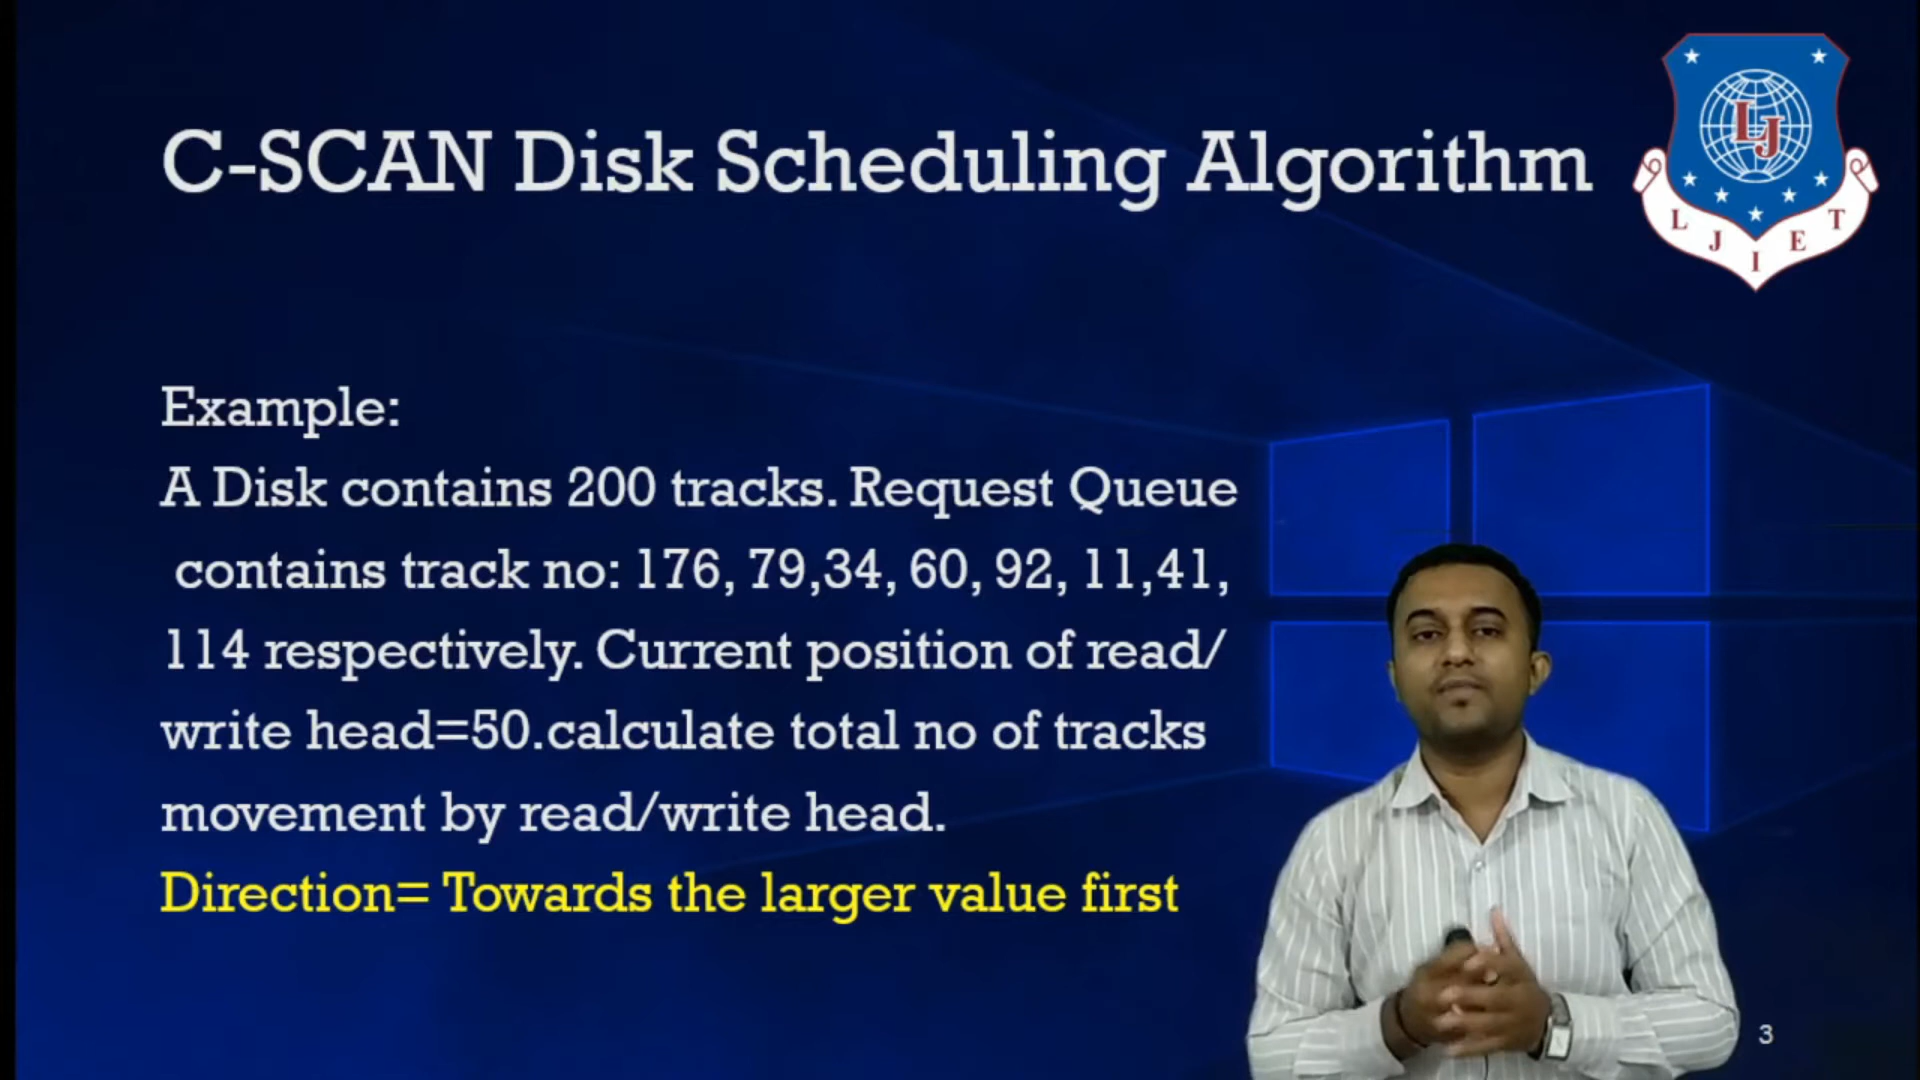 C-SCAN Disk Scheduling Algorithm
LJ
L J I E T
Example:
A Disk contains 200 tracks. Request Queue
contains track no: 176, 79,34, 60, 92, 11,41,
114 respectively. Current position of read/
write head=50.calculate total no of tracks
movement by read/write head.
Direction= Towards the larger value first
3